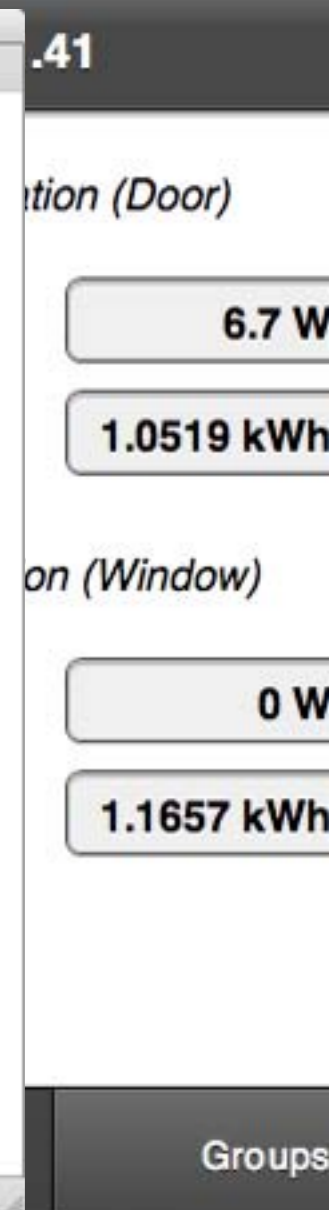 .41
tion (Door)
6.7 W
1.0519 kWh
on (Window)
0 W
1.1657 kWh
Groups